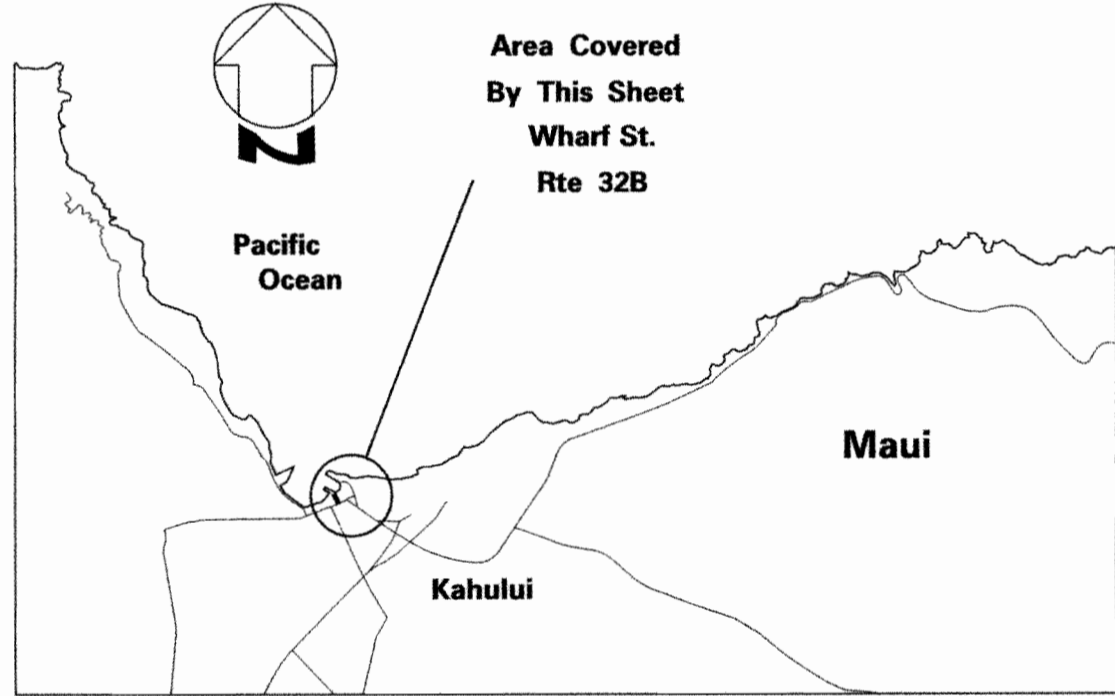 Area Covered
By This Sheet
Wharf St.
Rte 32B
N
Pacific
Ocean
Maui
Kahului